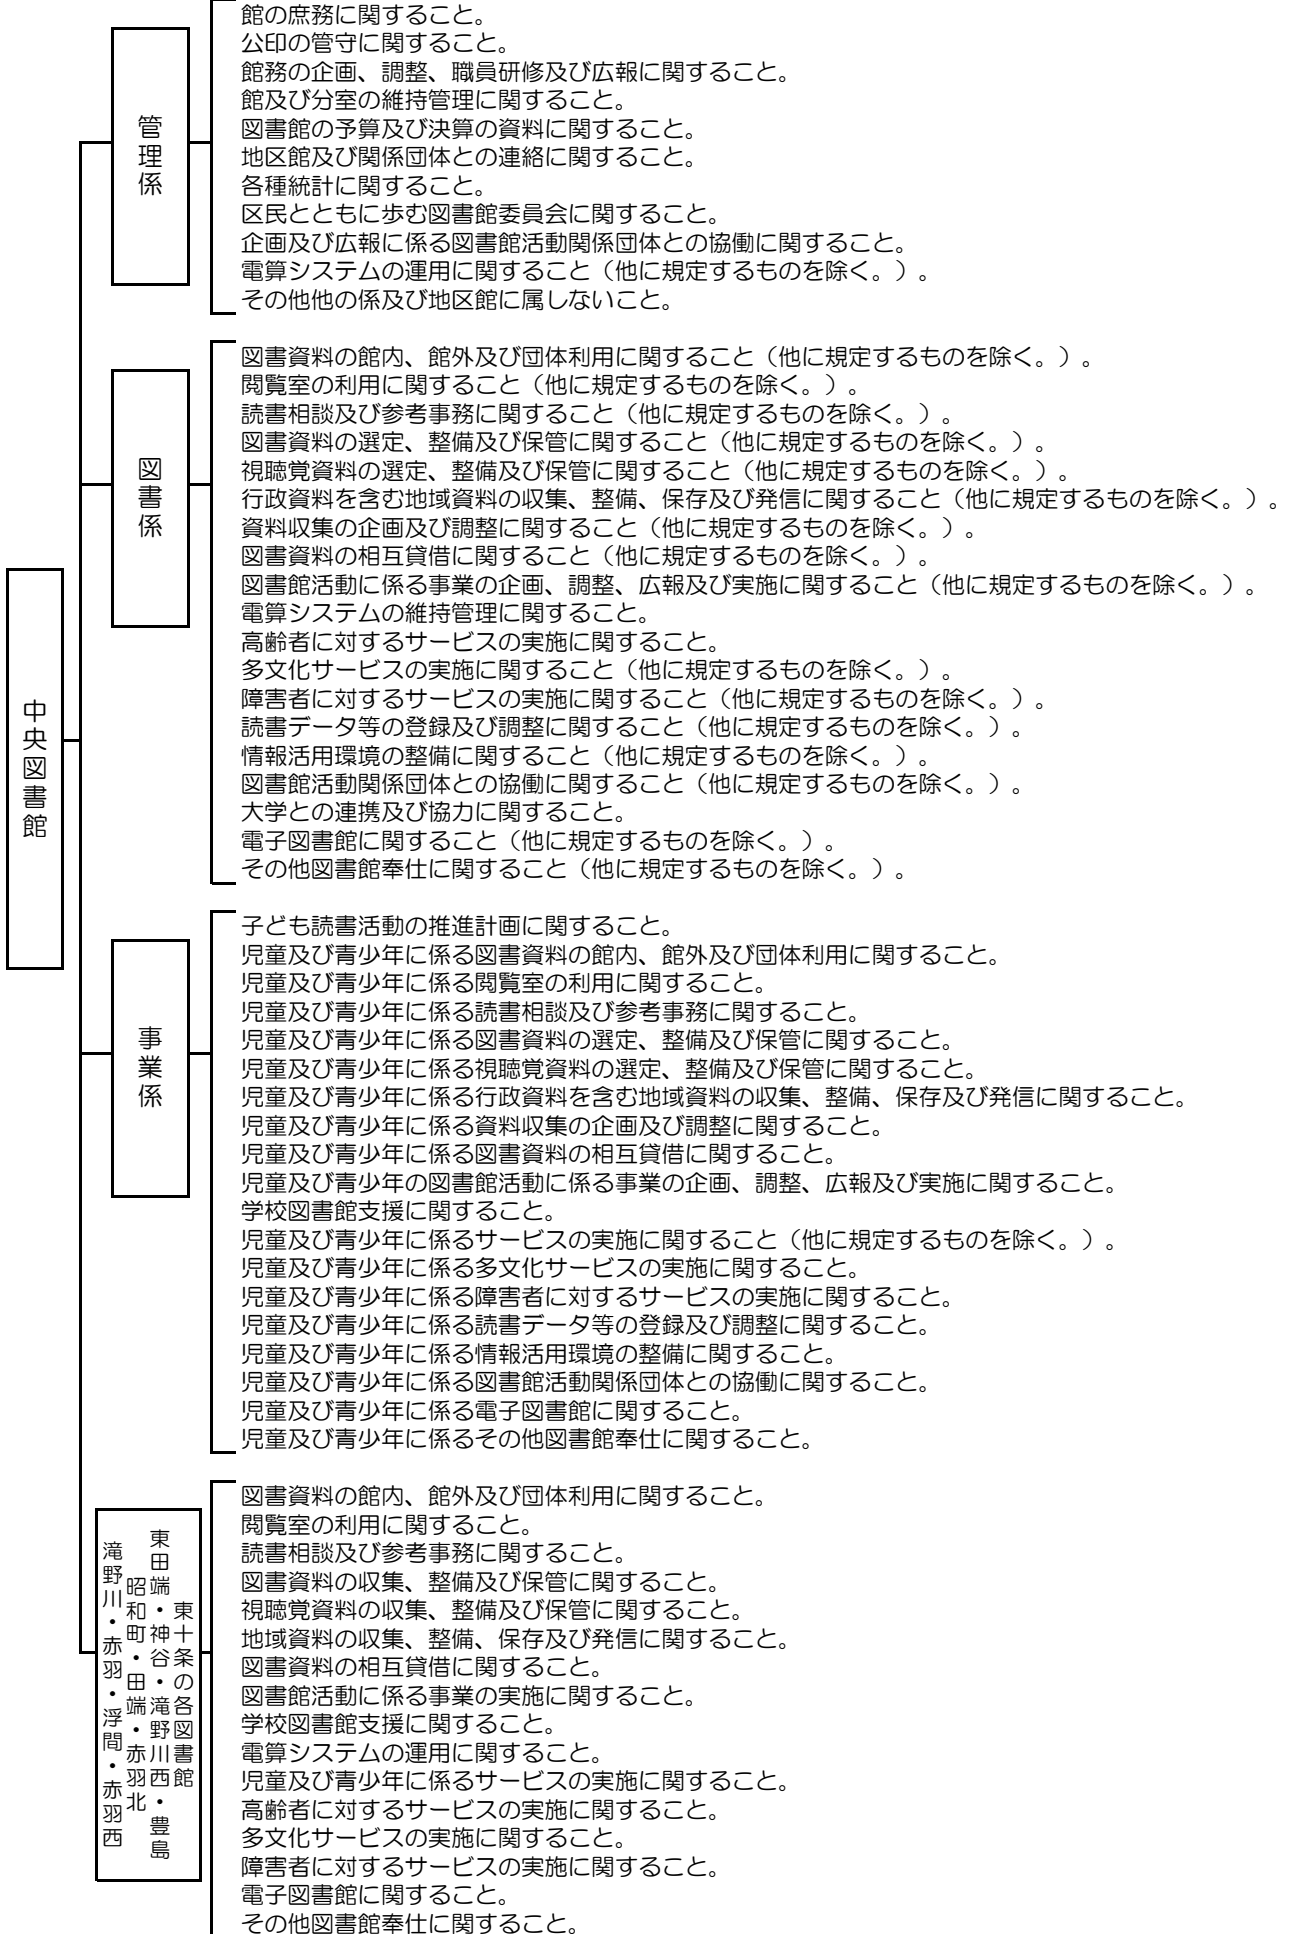 中央図書館
管理係
館の庶務に関すること。
公印の管守に関すること。
館務の企画、調整、職員研修及び広報に関すること。
館及び分室の維持管理に関すること。
図書館の予算及び決算の資料に関すること。
地区館及び関係団体との連絡に関すること。
各種統計に関すること。
区民とともに歩む図書館委員会に関すること。
企画及び広報に係る図書館活動関係団体との協働に関すること。
電算システムの運用に関すること（他に規定するものを除く。）。
その他他の係及び地区館に属しないこと。
図書係
図書資料の館内、館外及び団体利用に関すること（他に規定するものを除く。）。
閲覧室の利用に関すること（他に規定するものを除く。）。
読書相談及び参考事務に関すること（他に規定するものを除く。）。
図書資料の選定、整備及び保管に関すること（他に規定するものを除く。）。
視聴覚資料の選定、整備及び保管に関すること（他に規定するものを除く。）。
行政資料を含む地域資料の収集、整備、保存及び発信に関すること（他に規定するものを除く。）。
資料収集の企画及び調整に関すること（他に規定するものを除く。）。
図書資料の相互貸借に関すること（他に規定するものを除く。）。
図書館活動に係る事業の企画、調整、広報及び実施に関すること（他に規定するものを除く。）。
電算システムの維持管理に関すること。
高齢者に対するサービスの実施に関すること。
多文化サービスの実施に関すること（他に規定するものを除く。）。
障害者に対するサービスの実施に関すること（他に規定するものを除く。）。
読書データ等の登録及び調整に関すること（他に規定するものを除く。）。
情報活用環境の整備に関すること（他に規定するものを除く。）。
図書館活動関係団体との協働に関すること（他に規定するものを除く。）。
大学との連携及び協力に関すること。
電子図書館に関すること（他に規定するものを除く。）。
その他図書館奉仕に関すること（他に規定するものを除く。）。
事業係
子ども読書活動の推進計画に関すること。
児童及び青少年に係る図書資料の館内、館外及び団体利用に関すること。
児童及び青少年に係る閲覧室の利用に関すること。
児童及び青少年に係る読書相談及び参考事務に関すること。
児童及び青少年に係る図書資料の選定、整備及び保管に関すること。
児童及び青少年に係る視聴覚資料の選定、整備及び保管に関すること。
児童及び青少年に係る行政資料を含む地域資料の収集、整備、保存及び発信に関すること。
児童及び青少年に係る資料収集の企画及び調整に関すること。
児童及び青少年に係る図書資料の相互貸借に関すること。
児童及び青少年の図書館活動に係る事業の企画、調整、広報及び実施に関すること。
学校図書館支援に関すること。
児童及び青少年に係るサービスの実施に関すること（他に規定するものを除く。）。
児童及び青少年に係る多文化サービスの実施に関すること。
児童及び青少年に係る障害者に対するサービスの実施に関すること。
児童及び青少年に係る読書データ等の登録及び調整に関すること。
児童及び青少年に係る情報活用環境の整備に関すること。
児童及び青少年に係る図書館活動関係団体との協働に関すること。
児童及び青少年に係る電子図書館に関すること。
児童及び青少年に係るその他図書館奉仕に関すること。
滝野川・赤羽・浮間・赤羽西
昭和町・田端・赤羽北
東田端・神谷・滝野川西・豊島
東十条の各図書館
図書資料の館内、館外及び団体利用に関すること。
閲覧室の利用に関すること。
読書相談及び参考事務に関すること。
図書資料の収集、整備及び保管に関すること。
視聴覚資料の収集、整備及び保管に関すること。
地域資料の収集、整備、保存及び発信に関すること。
図書資料の相互貸借に関すること。
図書館活動に係る事業の実施に関すること。
学校図書館支援に関すること。
電算システムの運用に関すること。
児童及び青少年に係るサービスの実施に関すること。
高齢者に対するサービスの実施に関すること。
多文化サービスの実施に関すること。
障害者に対するサービスの実施に関すること。
電子図書館に関すること。
その他図書館奉仕に関すること。